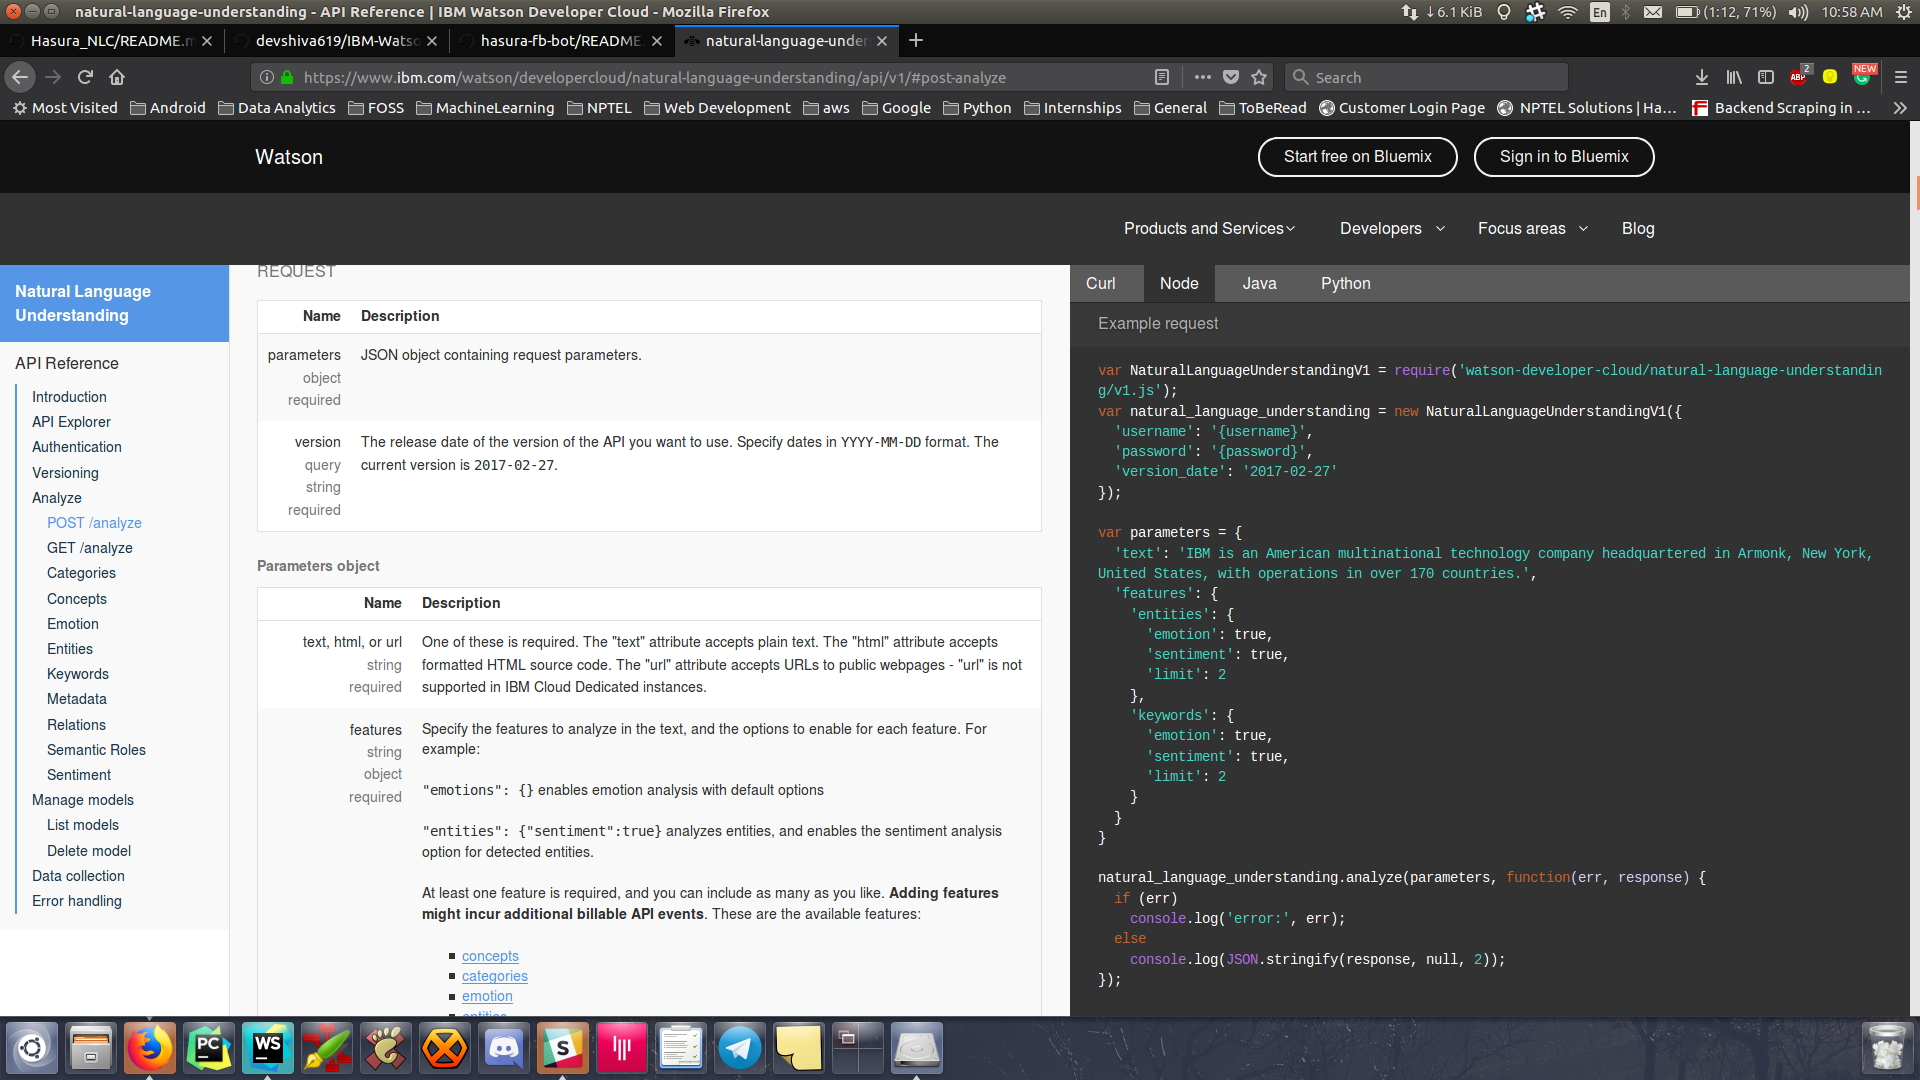 natural-language-understanding - API Reference | IBM Watson Developer Cloud - Mozilla Firefox
↓6.1 KiB
En
(1:12, 71%)
10:58 AM
Hasura_NLC/README.m
devshiva619/IBM-Watso
hasura-fb-bot/README.
natural-language-under
https://www.ibm.com/watson/developercloud/natural-language-understanding/api/v1/#post-analyze
Search
ABP
2
NEW
Most Visited
Android
Data Analytics
FOSS
MachineLearning
NPTEL
Web Development
aws
Google
Python
Internships
General
ToBeRead
Customer Login Page
NPTEL Solutions | Ha...
Backend Scraping in ...
Watson
Start free on Bluemix
Sign in to Bluemix
Products and Services
Developers
Focus areas
Blog
Natural Language
Understanding
API Reference
Introduction
API Explorer
Authentication
Versioning
Analyze
POST /analyze
GET /analyze
Categories
Concepts
Emotion
Entities
Keywords
Metadata
Relations
Semantic Roles
Sentiment
Manage models
List models
Delete model
Data collection
Error handling
REQUEST
Name Description
parameters JSON object containing request parameters.
object
required
version The release date of the version of the API you want to use. Specify dates in YYYY-MM-DD format. The
query current version is 2017-02-27.
string
required
Parameters object
Name Description
text, html, or url One of these is required. The "text" attribute accepts plain text. The "html" attribute accepts
string formatted HTML source code. The "url" attribute accepts URLs to public webpages - "url" is not
required supported in IBM Cloud Dedicated instances.
features Specify the features to analyze in the text, and the options to enable for each feature. For
string example:
object
required "emotions": {} enables emotion analysis with default options
"entities": {"sentiment":true} analyzes entities, and enables the sentiment analysis
option for detected entities.
At least one feature is required, and you can include as many as you like. Adding features
might incur additional billable API events. These are the available features:
concepts
categories
emotion
entities
Curl
Node
Java
Python
Example request
var NaturalLanguageUnderstandingV1 = require('watson-developer-cloud/natural-language-understandin
g/v1.js');
var natural_language_understanding = new NaturalLanguageUnderstandingV1({
'username': '{username}',
'password': '{password}',
'version_date': '2017-02-27'
});
var parameters = {
'text': 'IBM is an American multinational technology company headquartered in Armonk, New York,
United States, with operations in over 170 countries.',
'features': {
'entities': {
'emotion': true,
'sentiment': true,
'limit': 2
},
'keywords': {
'emotion': true,
'sentiment': true,
'limit': 2
}
}
}
natural_language_understanding.analyze(parameters, function(err, response) {
if (err)
console.log('error:', err);
else
console.log(JSON.stringify(response, null, 2));
});
PC
WS
S